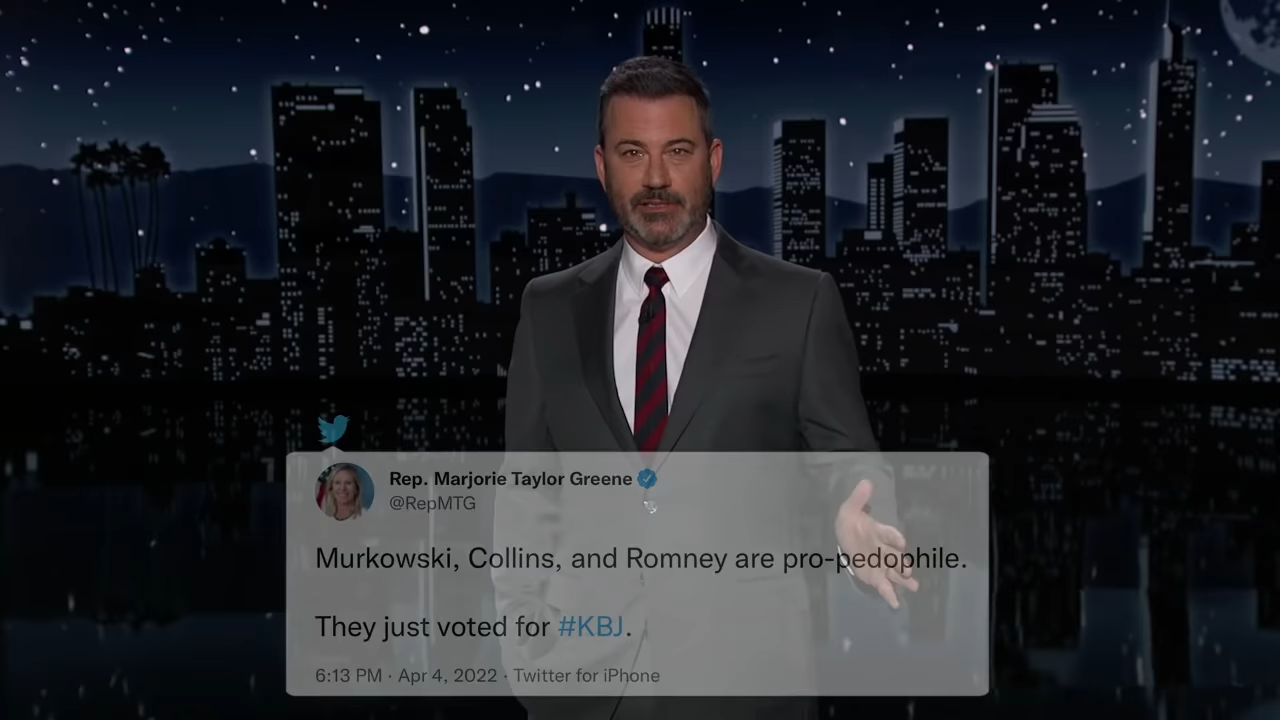 Rep. Marjorie Taylor Greene
@RepMTG
Murkowski, Collins, and Romney are pro-pedophile.
They just voted for #KBJ.
6:13 PM · Apr 4, 2022 · Twitter for iPhone